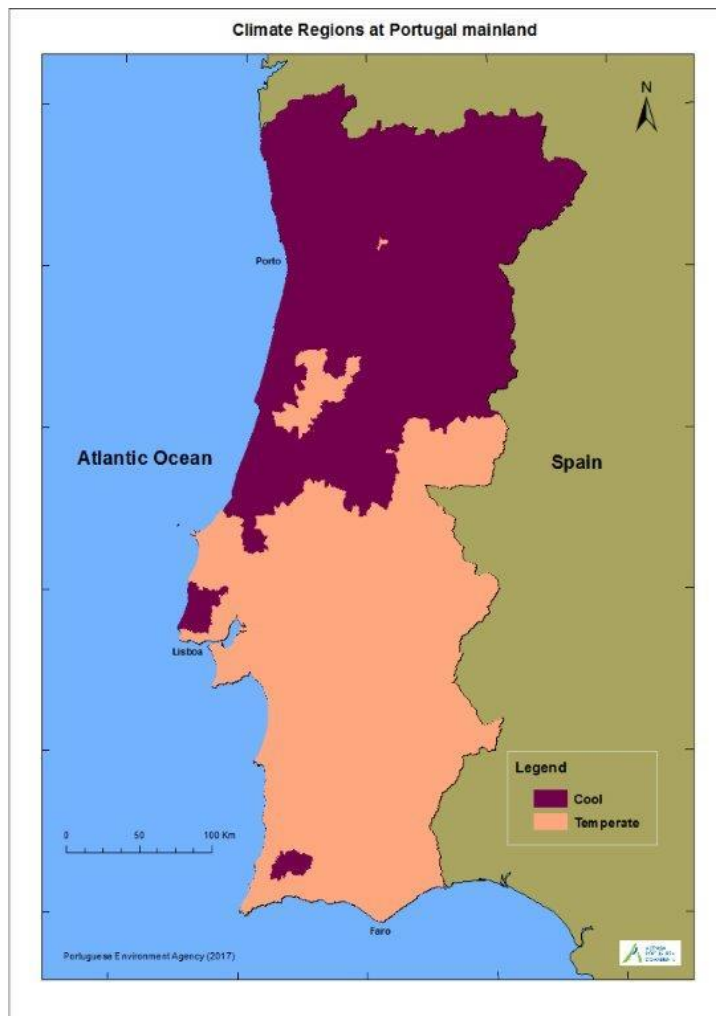 Climate Regions at Portugal mainland
N
Porto
Atlantic Ocean
Spain
Lisboa
Legend
Cool
Temperate
0 50 100 Km
Faro
Portuguese Environment Agency (2017)